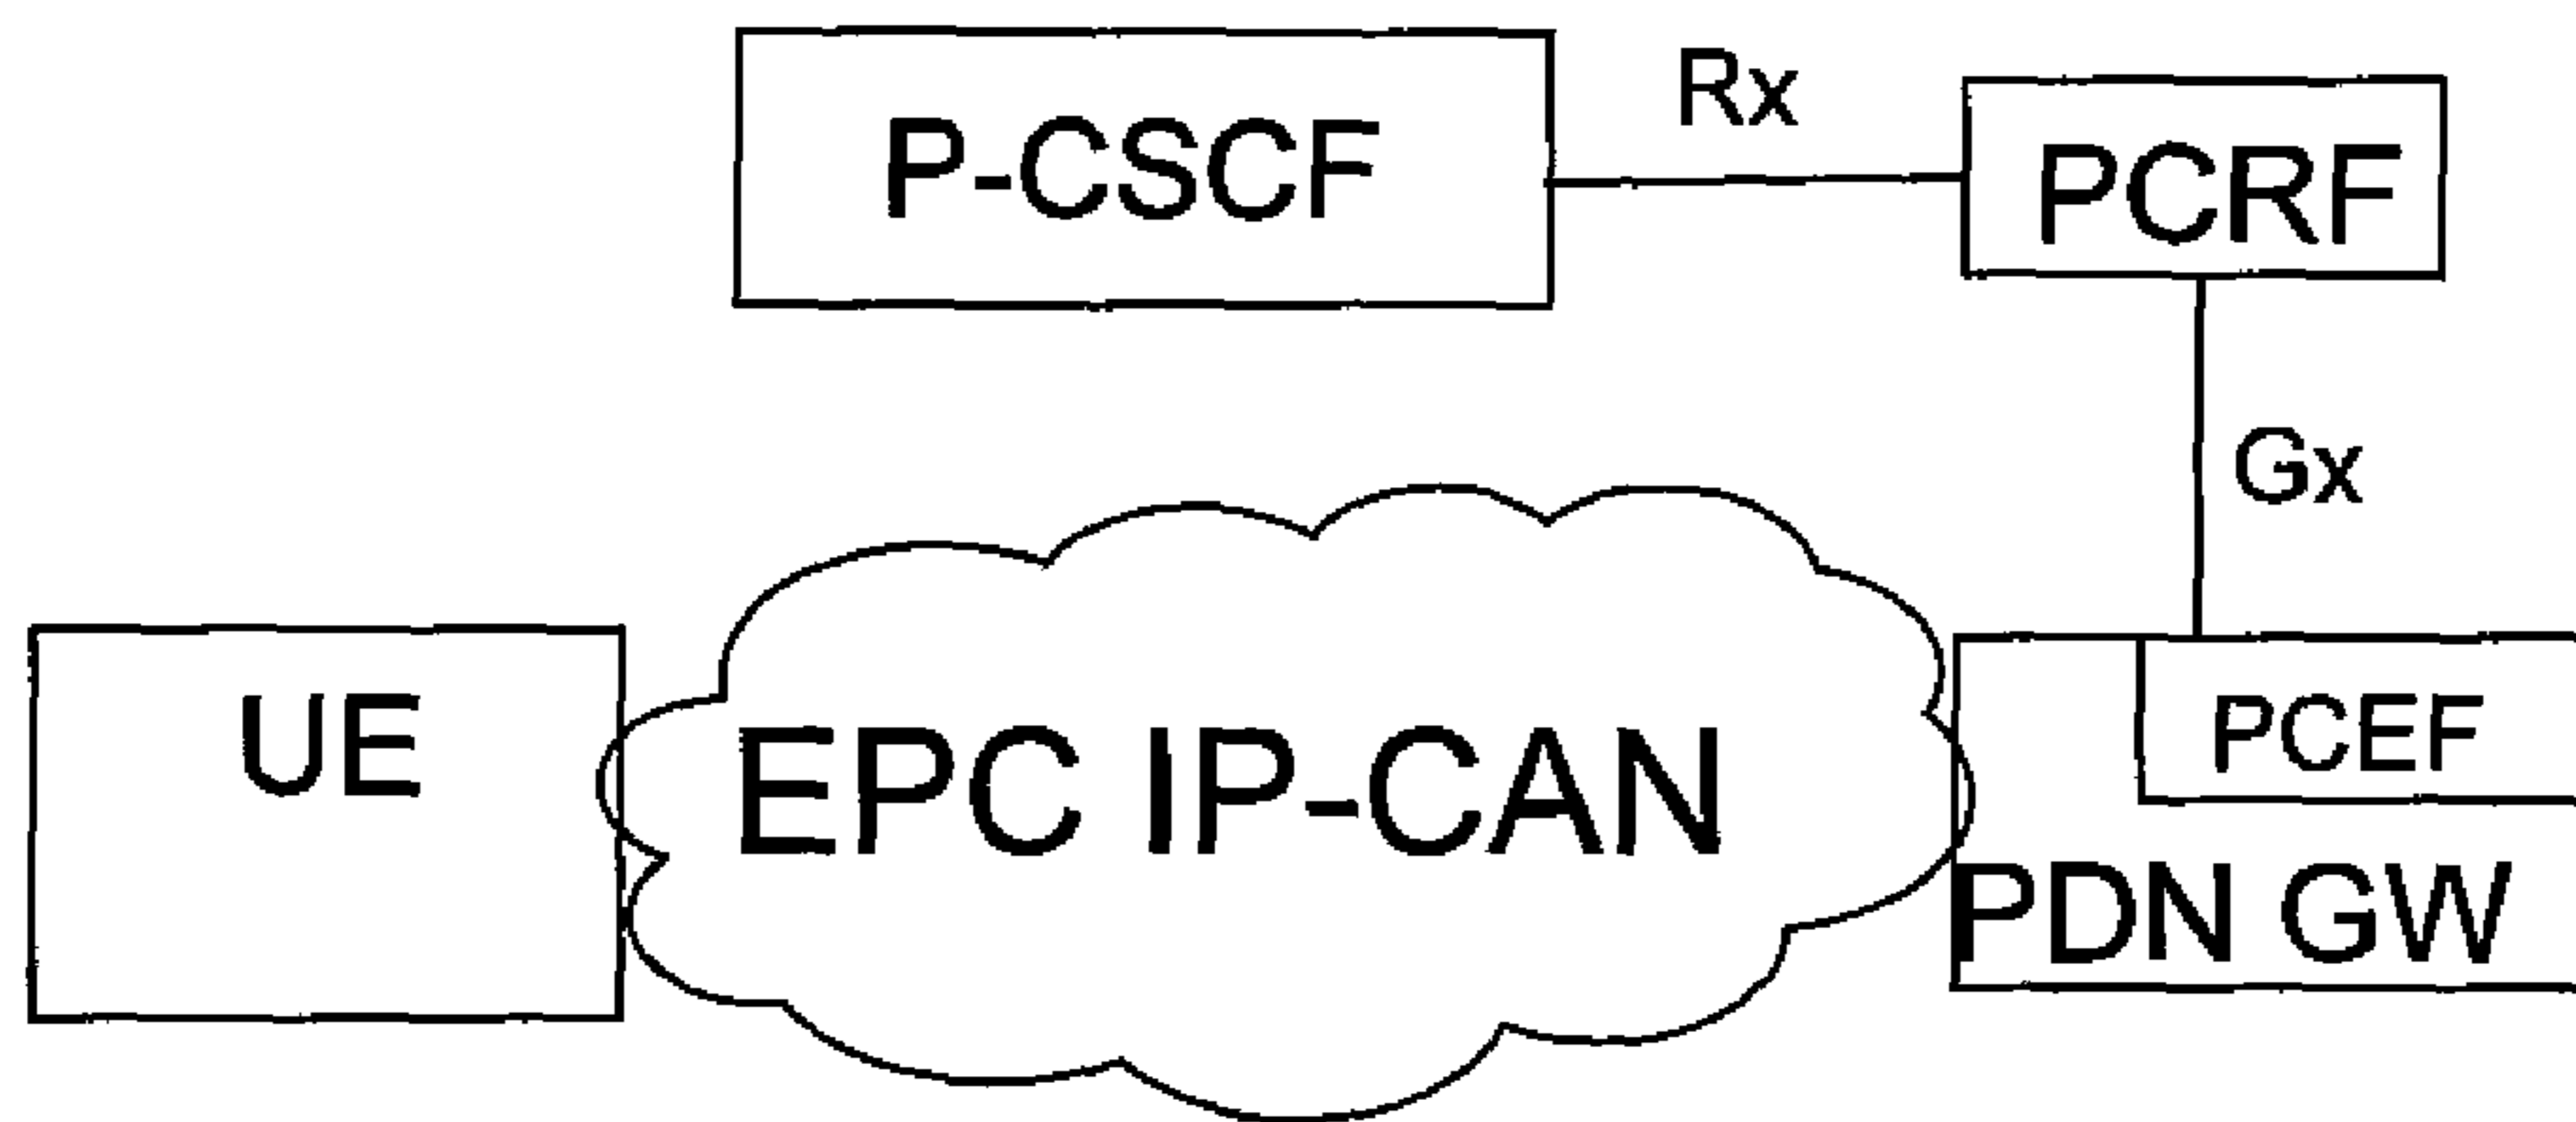 P-CSCF
Rx
PCRF
Gx
UE
EPC IP-CAN
PCEF
PDN GW